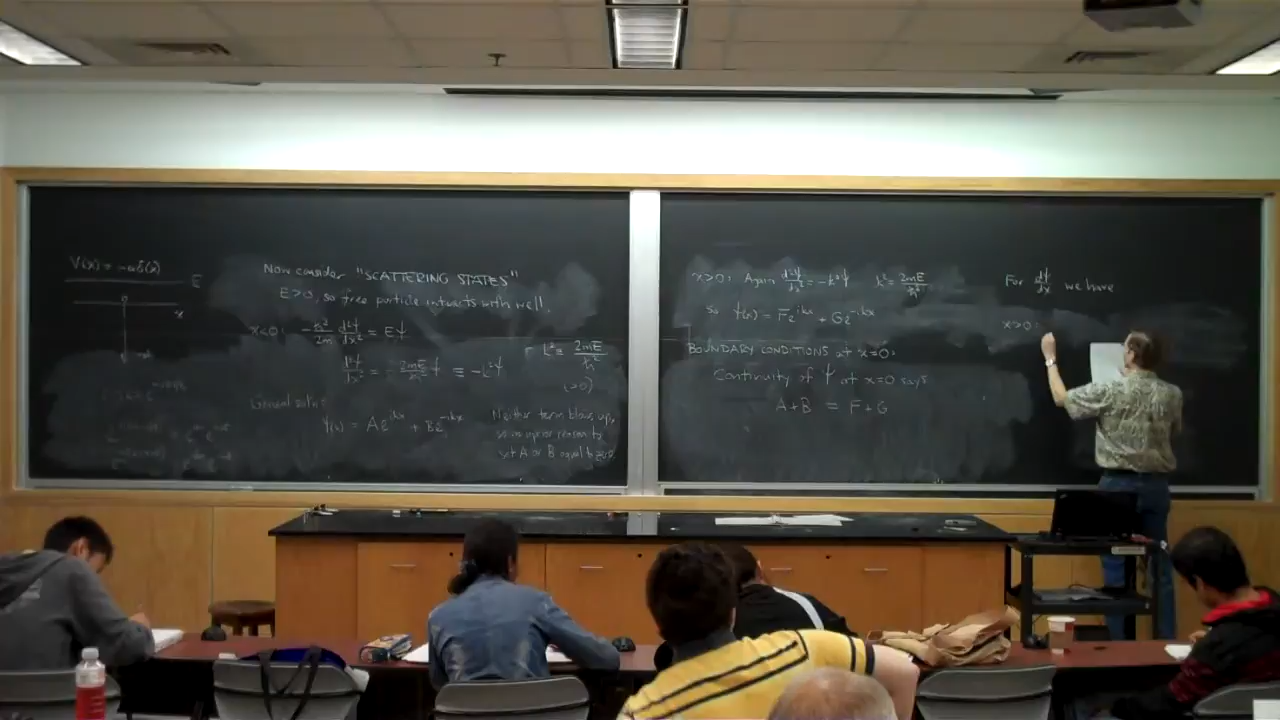 V(x) = -αδ(x)
E
x
Now consider "SCATTERING STATES"
E>0, so free particle interacts with well.
x<0: -ħ²/2m d²ψ/dx² = Eψ
d²ψ/dx² = -2mE/ħ² ψ ≡ -k²ψ
k² ≡ 2mE/ħ²
(>0)
General soln:
ψ(x) = Ae^ikx + Be^-ikx
Neither term blows up,
so no prior reason to
set A or B equal to zero
x>0: Again d²ψ/dx² = -k²ψ k² = 2mE/ħ²
so ψ(x) = Fe^ikx + Ge^-ikx
BOUNDARY CONDITIONS at x=0:
Continuity of ψ at x=0 says
A+B = F+G
For dψ/dx we have
x>0: